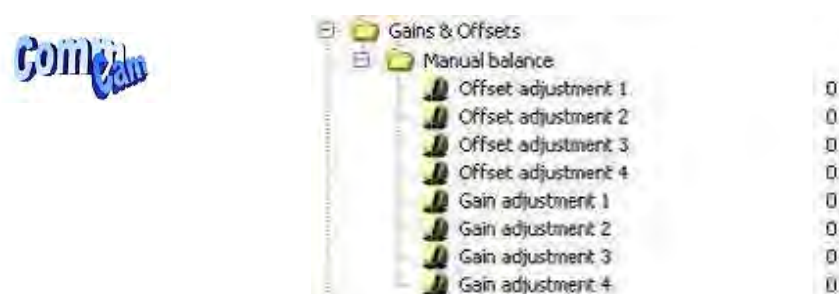 CommCam
Gains & Offsets
Manual balance
Offset adjustment 1 0
Offset adjustment 2 0
Offset adjustment 3 0
Offset adjustment 4 0
Gain adjustment 1 0
Gain adjustment 2 0
Gain adjustment 3 0
Gain adjustment 4 0